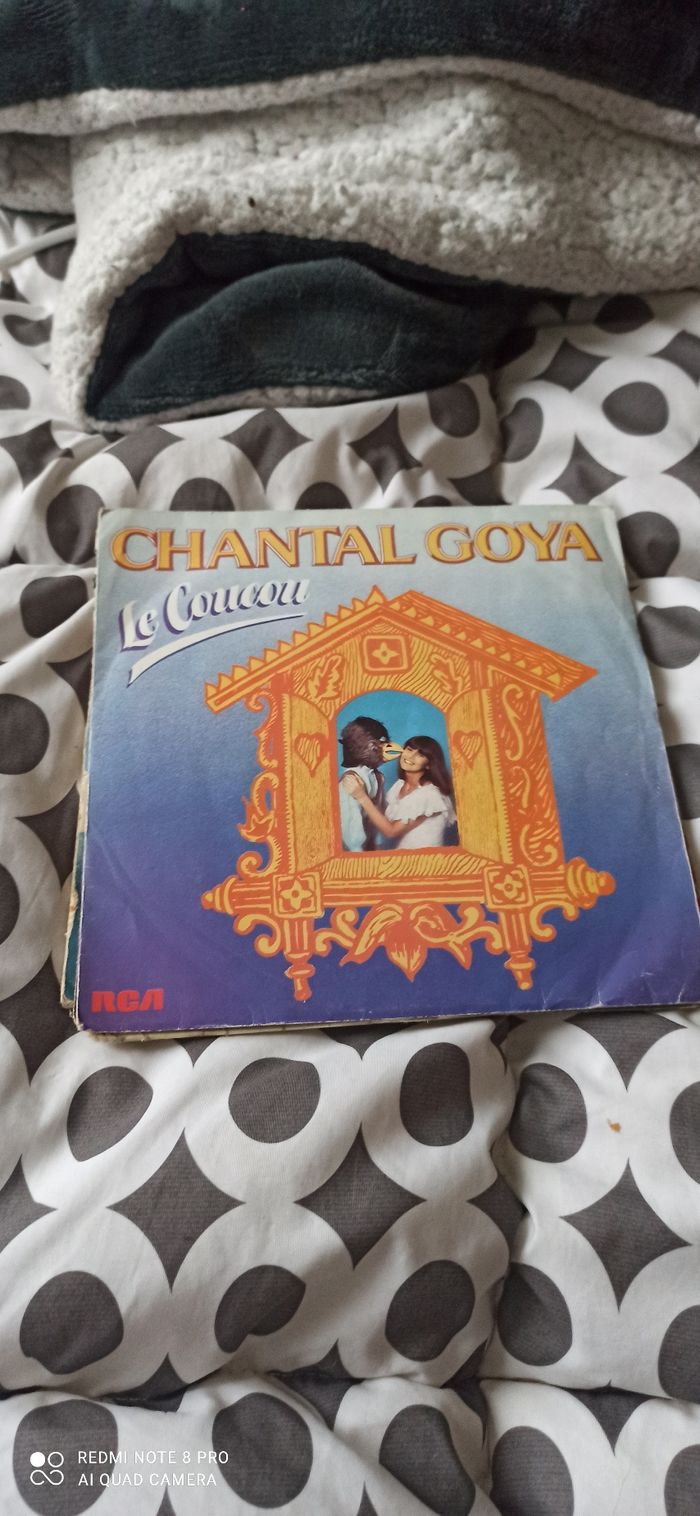 CHANTAL GOYA
Le Coucou
RCA
REDMI NOTE 8 PRO
AI QUAD CAMERA